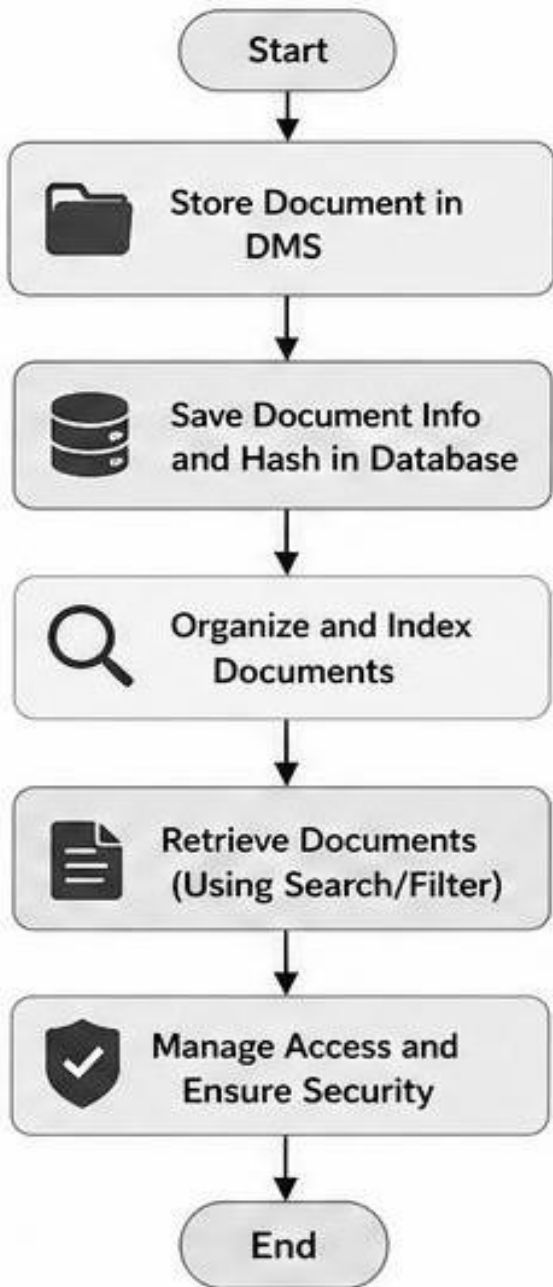 Start
Store Document in
DMS
Save Document Info
and Hash in Database
Organize and Index
Documents
Retrieve Documents
(Using Search/Filter)
Manage Access and
Ensure Security
End